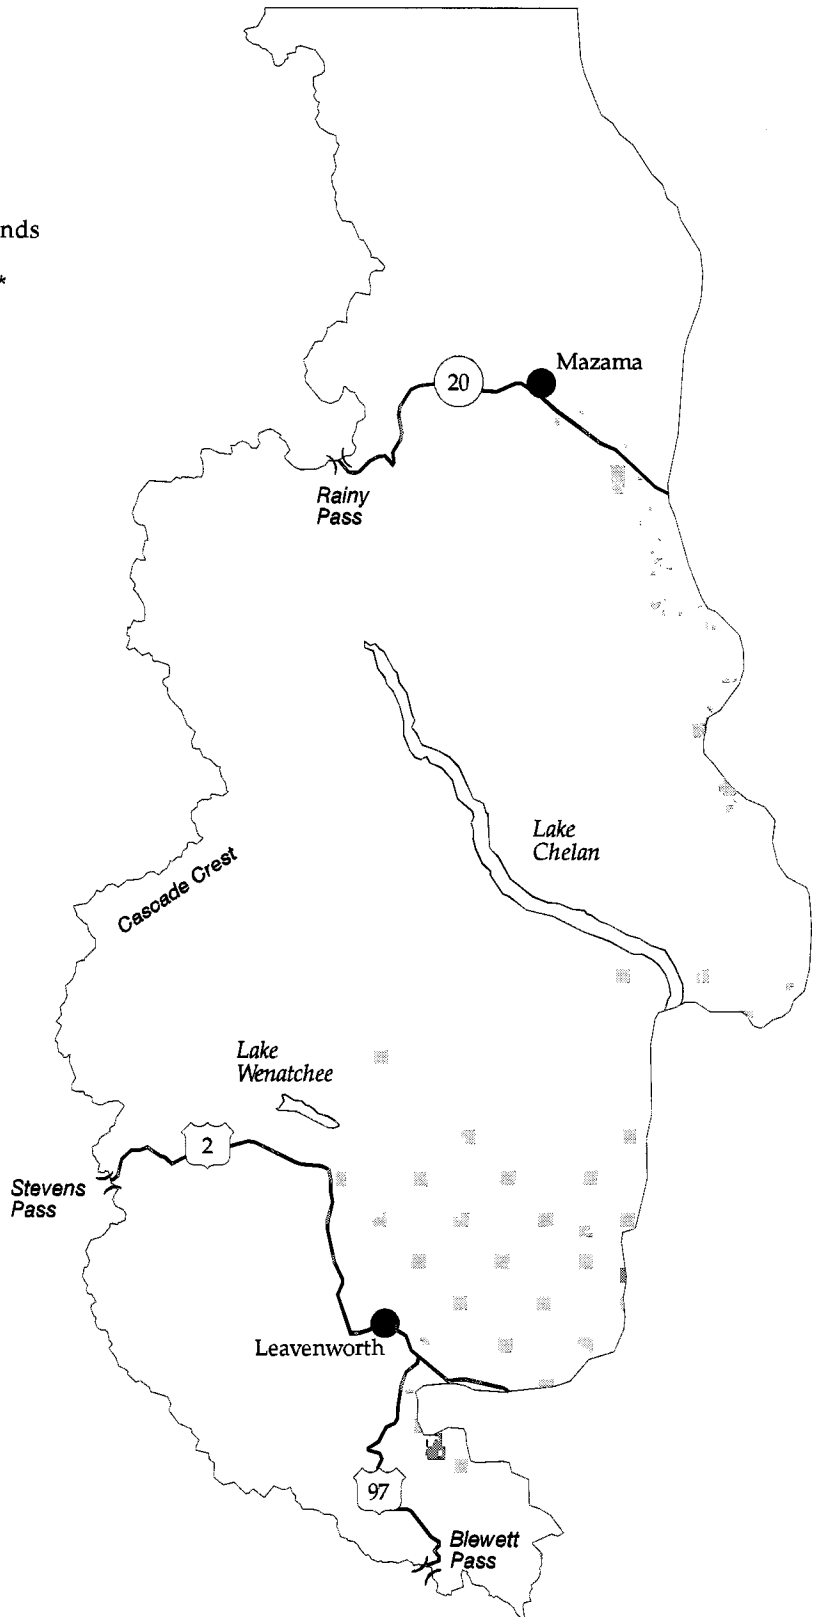 nds
*
Mazama
20
Rainy
Pass
Lake
Chelan
Cascade Crest
Lake
Wenatchee
2
Stevens
Pass
Leavenworth
97
Blewett
Pass